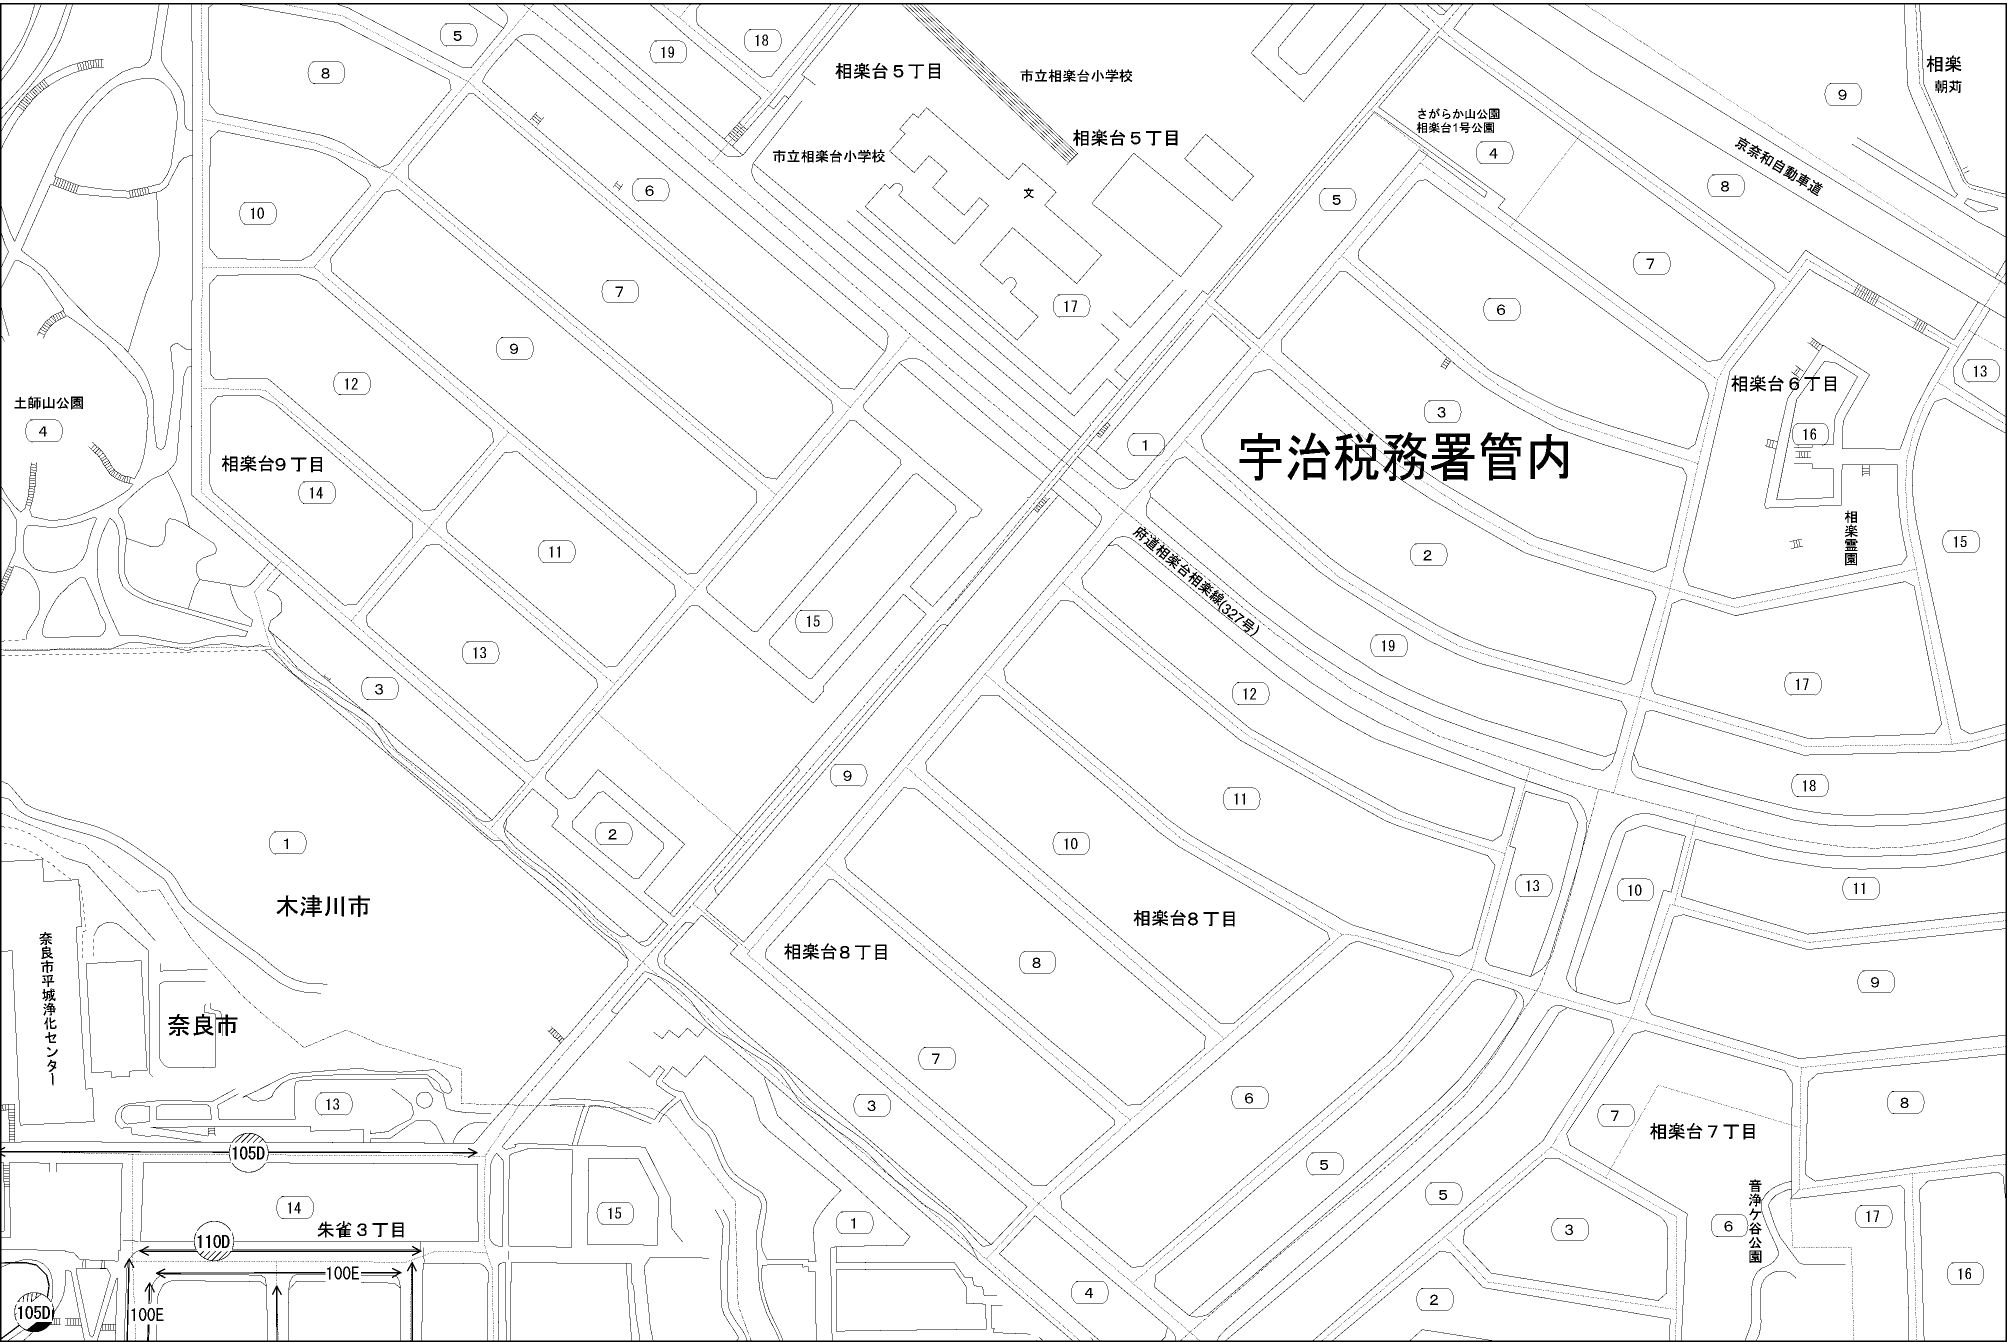 5
19
18
相楽台５丁目
市立相楽台小学校
8
相楽
朝苅
9
さがらか山公園
相楽台1号公園
4
京奈和自動車道
8
相楽台５丁目
市立相楽台小学校
6
文
5
10
7
7
17
6
9
12
13
相楽台６丁目
土師山公園
4
3
16
1
宇治税務署管内
相楽台９丁目
14
相楽霊園
15
11
2
府道相楽台相楽線(327号)
15
19
13
3
12
17
9
11
18
2
1
10
13
10
11
木津川市
相楽台８丁目
相楽台８丁目
8
9
奈良市平城浄化センター
奈良市
7
13
3
6
8
7
相楽台７丁目
105D
5
5
音浄ケ谷公園
14
15
1
3
6
17
朱雀３丁目
110D
100E
16
105D
100E
4
2